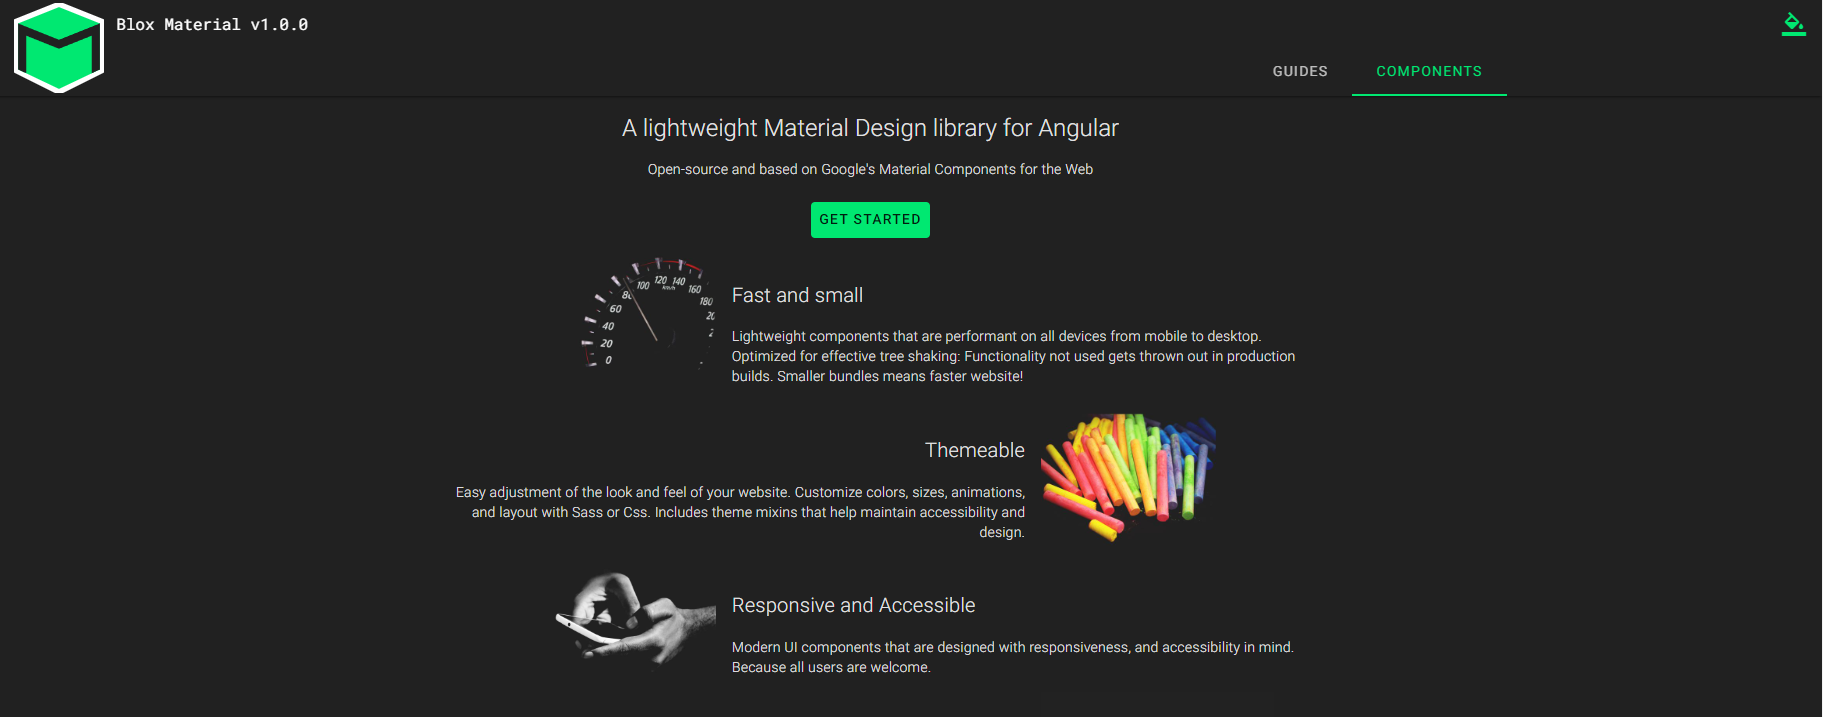 Blox Material v1.0.0
GUIDES
COMPONENTS
A lightweight Material Design library for Angular
Open-source and based on Google's Material Components for the Web
GET STARTED
0
20
40
60
80
100
120
140
160
180
km/h
Fast and small
Lightweight components that are performant on all devices from mobile to desktop.
Optimized for effective tree shaking: Functionality not used gets thrown out in production
builds. Smaller bundles means faster website!
Themeable
Easy adjustment of the look and feel of your website. Customize colors, sizes, animations,
and layout with Sass or Css. Includes theme mixins that help maintain accessibility and
design.
Responsive and Accessible
Modern UI components that are designed with responsiveness, and accessibility in mind.
Because all users are welcome.